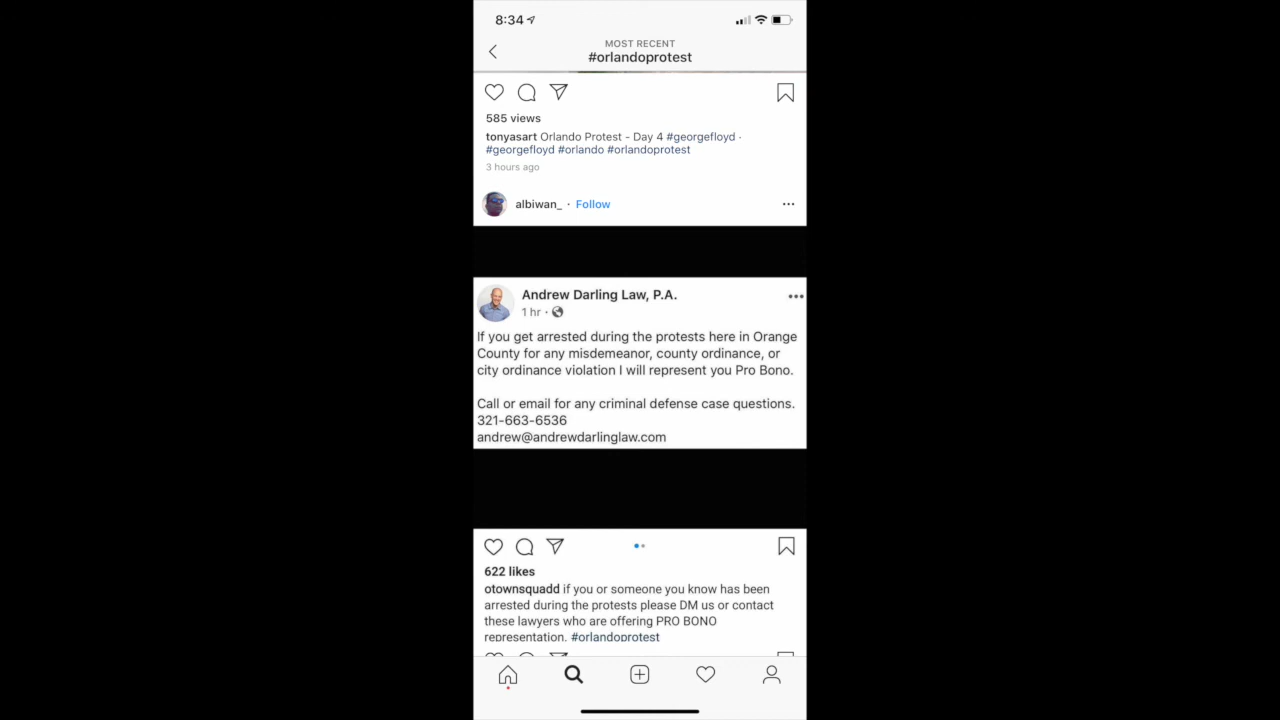 8:34
MOST RECENT
#orlandoprotest
585 views
tonyasart Orlando Protest - Day 4 #georgefloyd ·
#georgefloyd #orlando #orlandoprotest
3 hours ago
albiwan_ · Follow
Andrew Darling Law, P.A.
1 hr ·
If you get arrested during the protests here in Orange
County for any misdemeanor, county ordinance, or
city ordinance violation I will represent you Pro Bono.
Call or email for any criminal defense case questions.
321-663-6536
andrew@andrewdarlinglaw.com
622 likes
otownsquadd if you or someone you know has been
arrested during the protests please DM us or contact
these lawyers who are offering PRO BONO
representation. #orlandoprotest